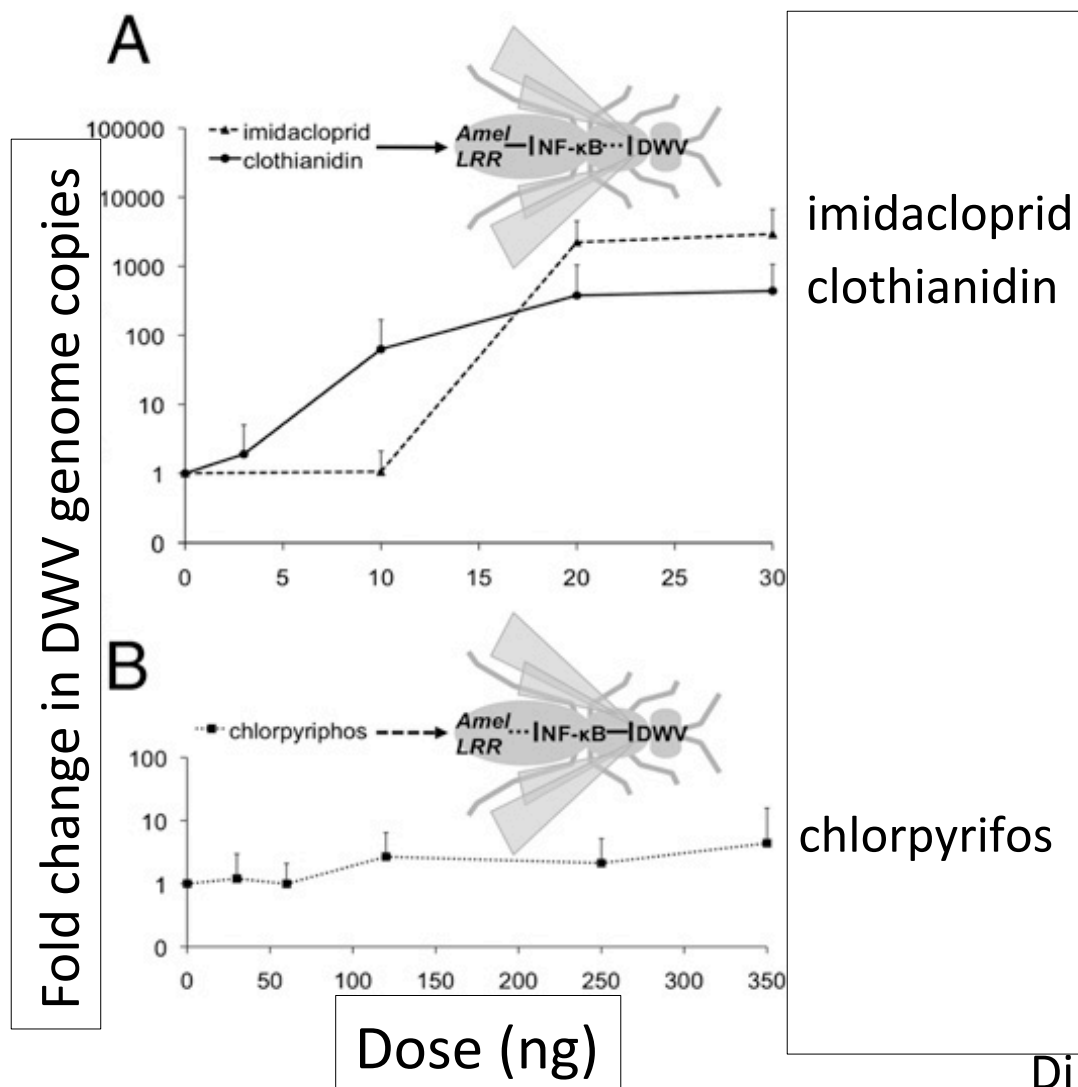 A
100000
10000
1000
100
10
1
0
imidacloprid
clothianidin
Amel
LRR
NF-κB
DWV
0 5 10 15 20 25 30
imidacloprid
clothianidin
Fold change in DWV genome copies
B
chlorpyriphos
Amel
LRR
NF-κB
DWV
100
10
1
0
0 50 100 150 200 250 300 350
chlorpyrifos
Dose (ng)
Di